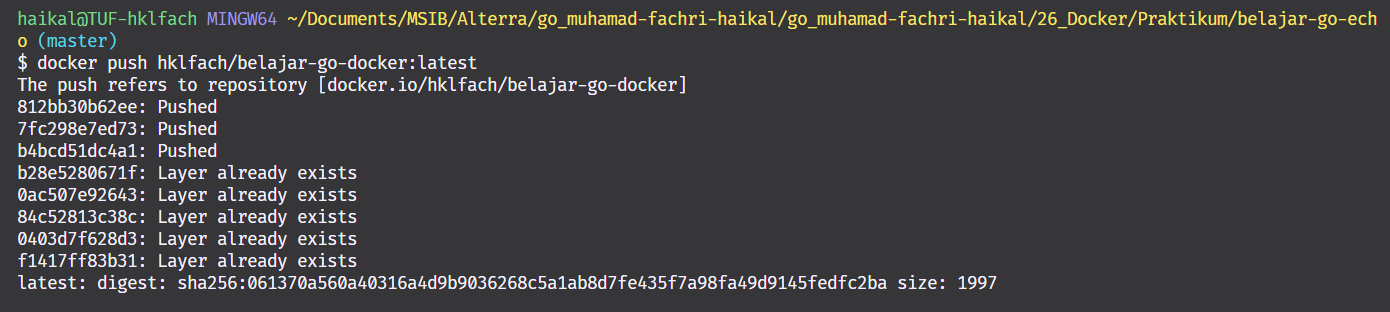 haikal@TUF-hklfach MINGW64 ~/Documents/MSIB/Alterra/go_muhamad-fachri-haikal/go_muhamad-fachri-haikal/26_Docker/Praktikum/belajar-go-ech
o (master)
$ docker push hklfach/belajar-go-docker:latest
The push refers to repository [docker.io/hklfach/belajar-go-docker]
812bb30b62ee: Pushed
7fc298e7ed73: Pushed
b4bcd51dc4a1: Pushed
b28e5280671f: Layer already exists
0ac507e92643: Layer already exists
84c52813c38c: Layer already exists
0403d7f628d3: Layer already exists
f1417ff83b31: Layer already exists
latest: digest: sha256:061370a560a40316a4d9b9036268c5a1ab8d7fe435f7a98fa49d9145fedfc2ba size: 1997